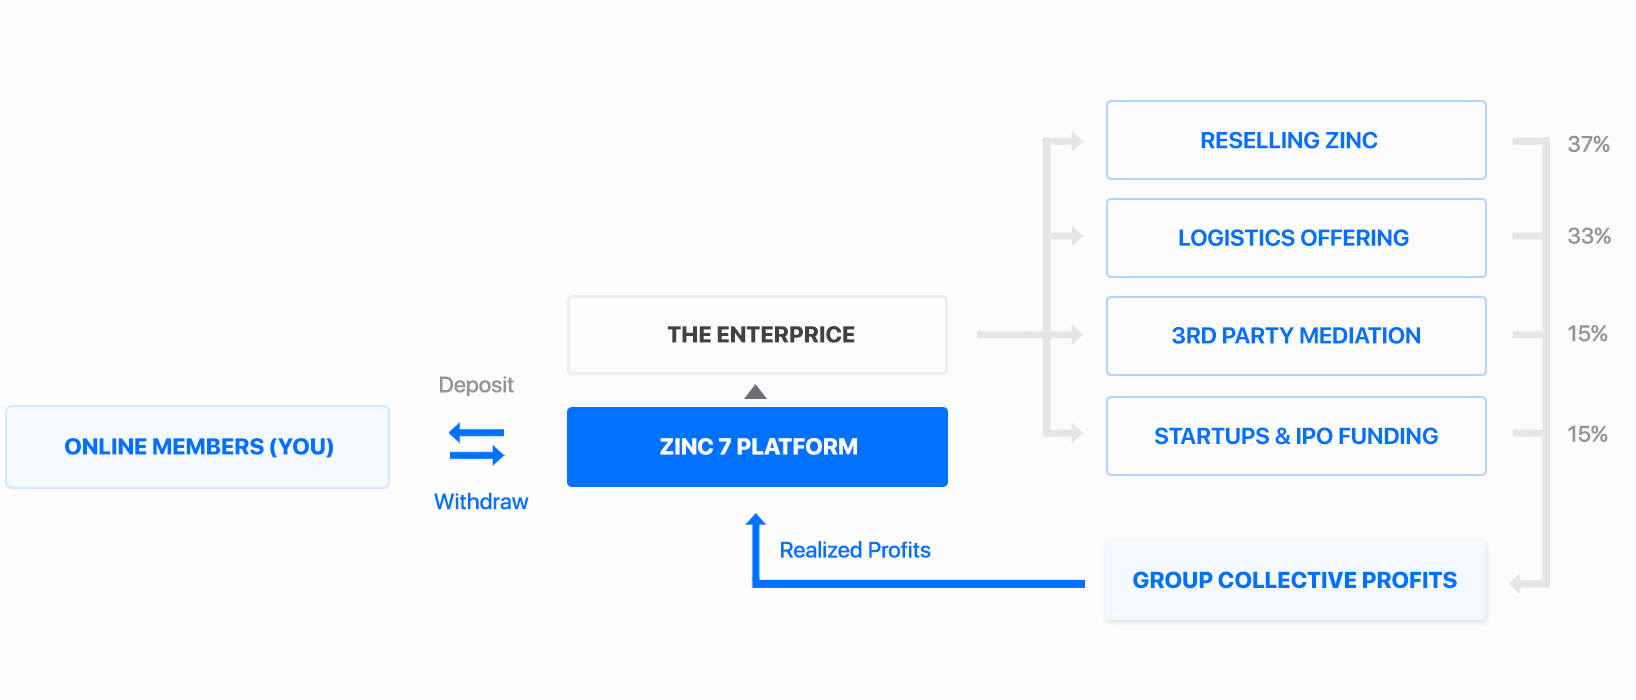 RESELLING ZINC
37%
LOGISTICS OFFERING
33%
THE ENTERPRICE
3RD PARTY MEDIATION
15%
Deposit
ONLINE MEMBERS (YOU)
ZINC 7 PLATFORM
STARTUPS & IPO FUNDING
15%
Withdraw
Realized Profits
GROUP COLLECTIVE PROFITS